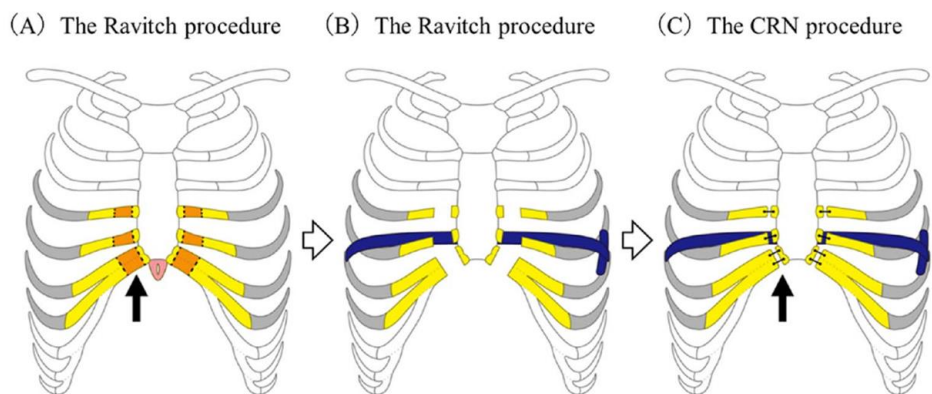 (A) The Ravitch procedure
(B) The Ravitch procedure
(C) The CRN procedure